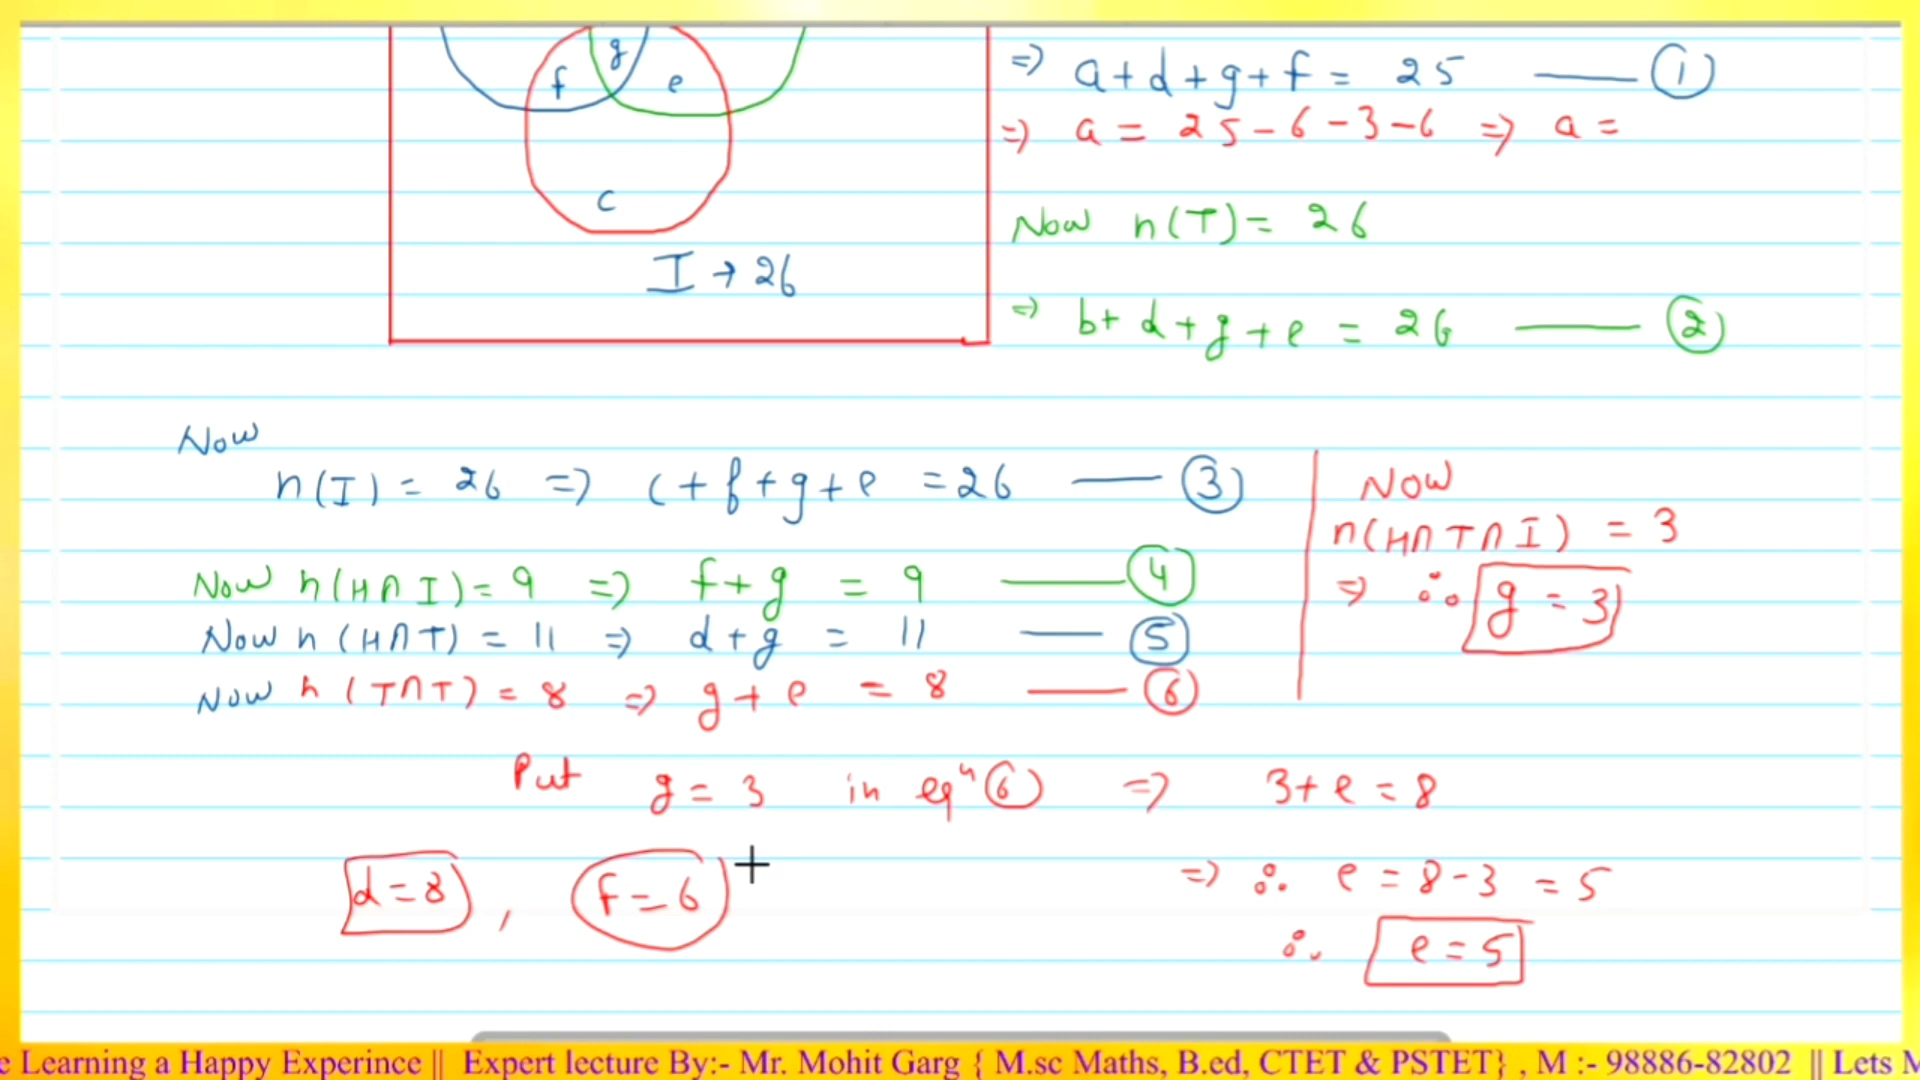 g
f
e
c
I → 26
⇒ a+d+g+f = 25 —— ①
⇒ a = 25-6-3-6 ⇒ a =
Now n(T) = 26
⇒ b+d+g+e = 26 —— ②
Now
n(I) = 26 ⇒ c+f+g+e = 26 —— ③
Now n(H∩I) = 9 ⇒ f+g = 9 —— ④
Now n(H∩T) = 11 ⇒ d+g = 11 —— ⑤
Now n(T∩T) = 8 ⇒ g+e = 8 —— ⑥
Now
n(H∩T∩I) = 3
⇒ ∴ g = 3
Put g = 3 in eqⁿ ⑥ ⇒ 3+e = 8
d=8 , f=6
⇒ ∴ e = 8-3 = 5
∴ e = 5
e Learning a Happy Experince || Expert lecture By:- Mr. Mohit Garg { M.sc Maths, B.ed, CTET & PSTET} , M :- 98886-82802 || Lets M